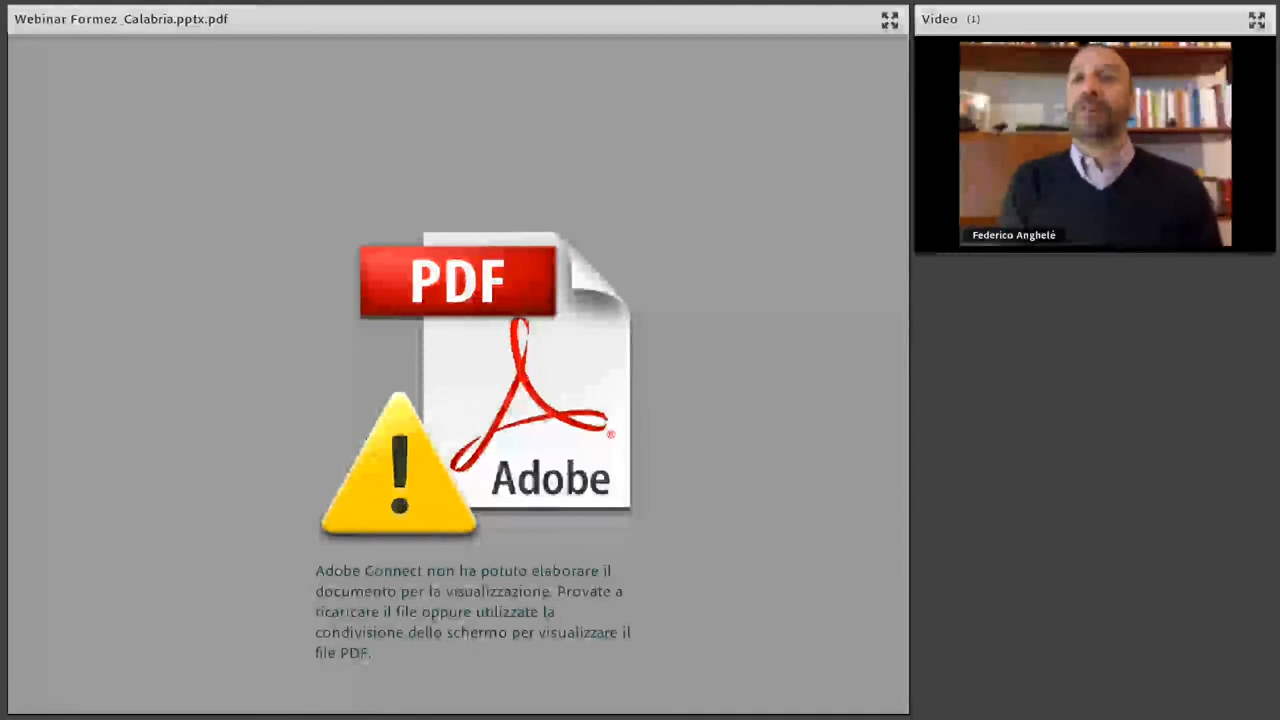 Webinar Formez_Calabria.pptx.pdf
Video (1)
Federico Anghelé
PDF
Adobe
Adobe Connect non ha potuto elaborare il
documento per la visualizzazione. Provate a
ricaricare il file oppure utilizzate la
condivisione dello schermo per visualizzare il
file PDF.